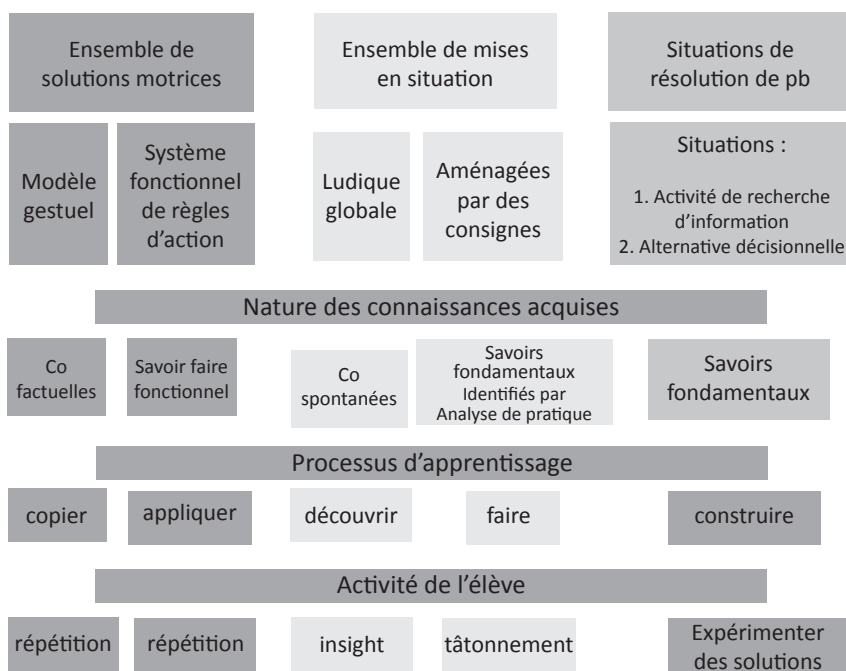 Ensemble de
solutions motrices
Ensemble de mises
en situation
Situations de
résolution de pb
Modèle
gestuel
Système
fonctionnel
de règles
d'action
Ludique
globale
Aménagées
par des
consignes
Situations :
1. Activité de recherche
d'information
2. Alternative décisionnelle
Nature des connaissances acquises
Co
factuelles
Savoir faire
fonctionnel
Co
spontanées
Savoirs
fondamentaux
Identifiés par
Analyse de pratique
Savoirs
fondamentaux
Processus d'apprentissage
copier
appliquer
découvrir
faire
construire
Activité de l'élève
répétition
répétition
insight
tâtonnement
Expérimenter
des solutions